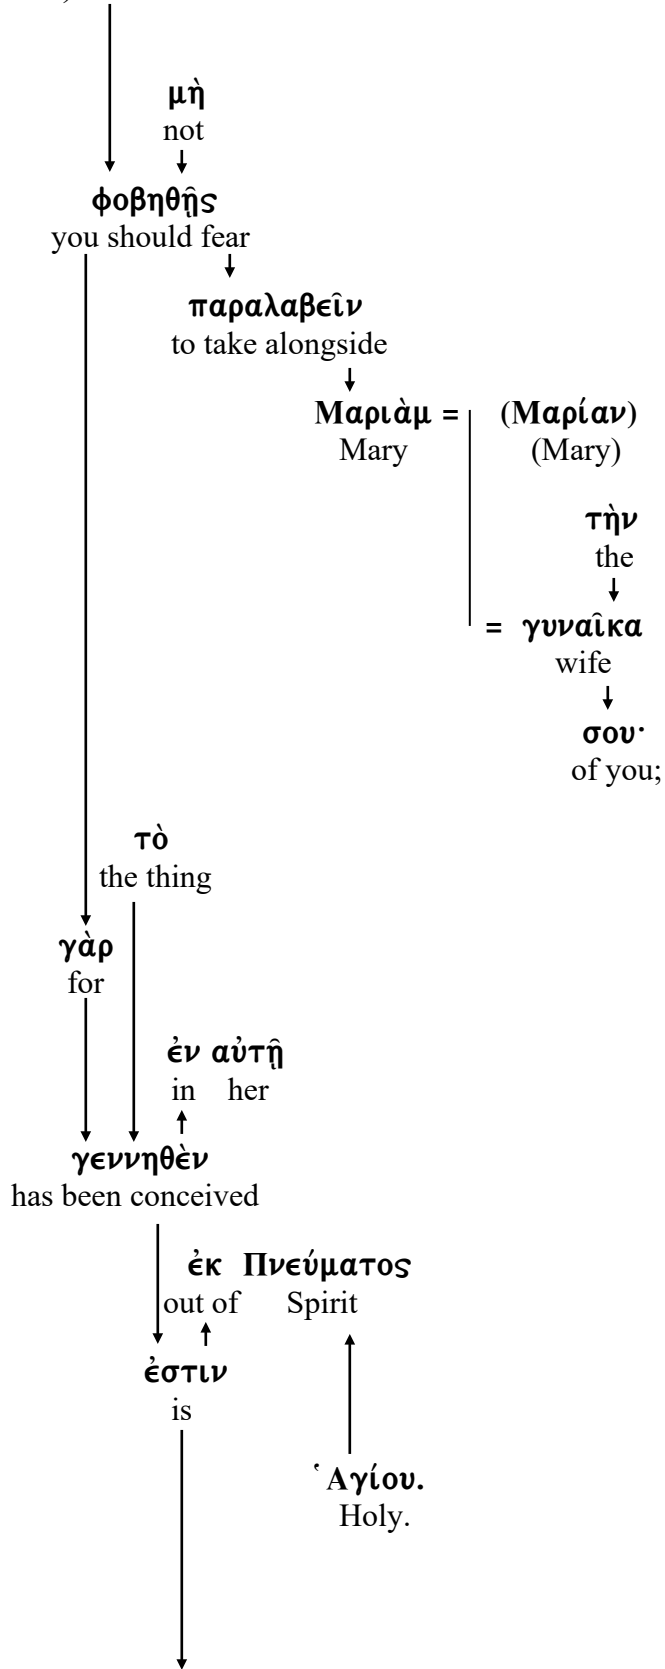 μὴ
not
φοβηθῇς
you should fear
παραλαβεῖν
to take alongside
Μαριὰμ = (Μαρίαν)
Mary (Mary)
τὴν
the
= γυναῖκα
wife
σου·
of you;
τὸ
the thing
γὰρ
for
ἐν αὐτῇ
in her
γεννηθὲν
has been conceived
ἐκ Πνεύματος
out of Spirit
ἐστιν
is
Ἁγίου.
Holy.